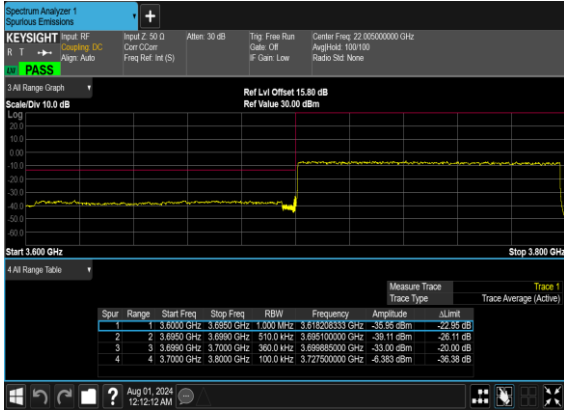 Spectrum Analyzer 1
Spurious Emissions
+
KEYSIGHT Input: RF Input Z: 50 Ω Atten: 30 dB Trig: Free Run Center Freq: 22.005000000 GHz
R T Coupling: DC Corr CCorr Gate: Off Avg|Hold: 100/100
Align: Auto Freq Ref: Int (S) IF Gain: Low Radio Std: None
PASS
3 All Range Graph
Ref Lvl Offset 15.80 dB
Scale/Div 10.0 dB Ref Value 30.00 dBm
Log
20.0
10.0
0.00
-10.0
-20.0
-30.0
-40.0
-50.0
-60.0
Start 3.600 GHz Stop 3.800 GHz
4 All Range Table
Measure Trace Trace 1
Trace Type Trace Average (Active)
Spur Range Start Freq Stop Freq RBW Frequency Amplitude ΔLimit
1 1 3.6000 GHz 3.6950 GHz 1.000 MHz 3.618208333 GHz -35.95 dBm -22.95 dB
2 2 3.6950 GHz 3.6990 GHz 510.0 kHz 3.695100000 GHz -39.11 dBm -26.11 dB
3 3 3.6990 GHz 3.7000 GHz 360.0 kHz 3.699885000 GHz -33.00 dBm -20.00 dB
4 4 3.7000 GHz 3.8000 GHz 100.0 kHz 3.727500000 GHz -6.383 dBm -36.38 dB
? Aug 01, 2024
12:12:12 AM